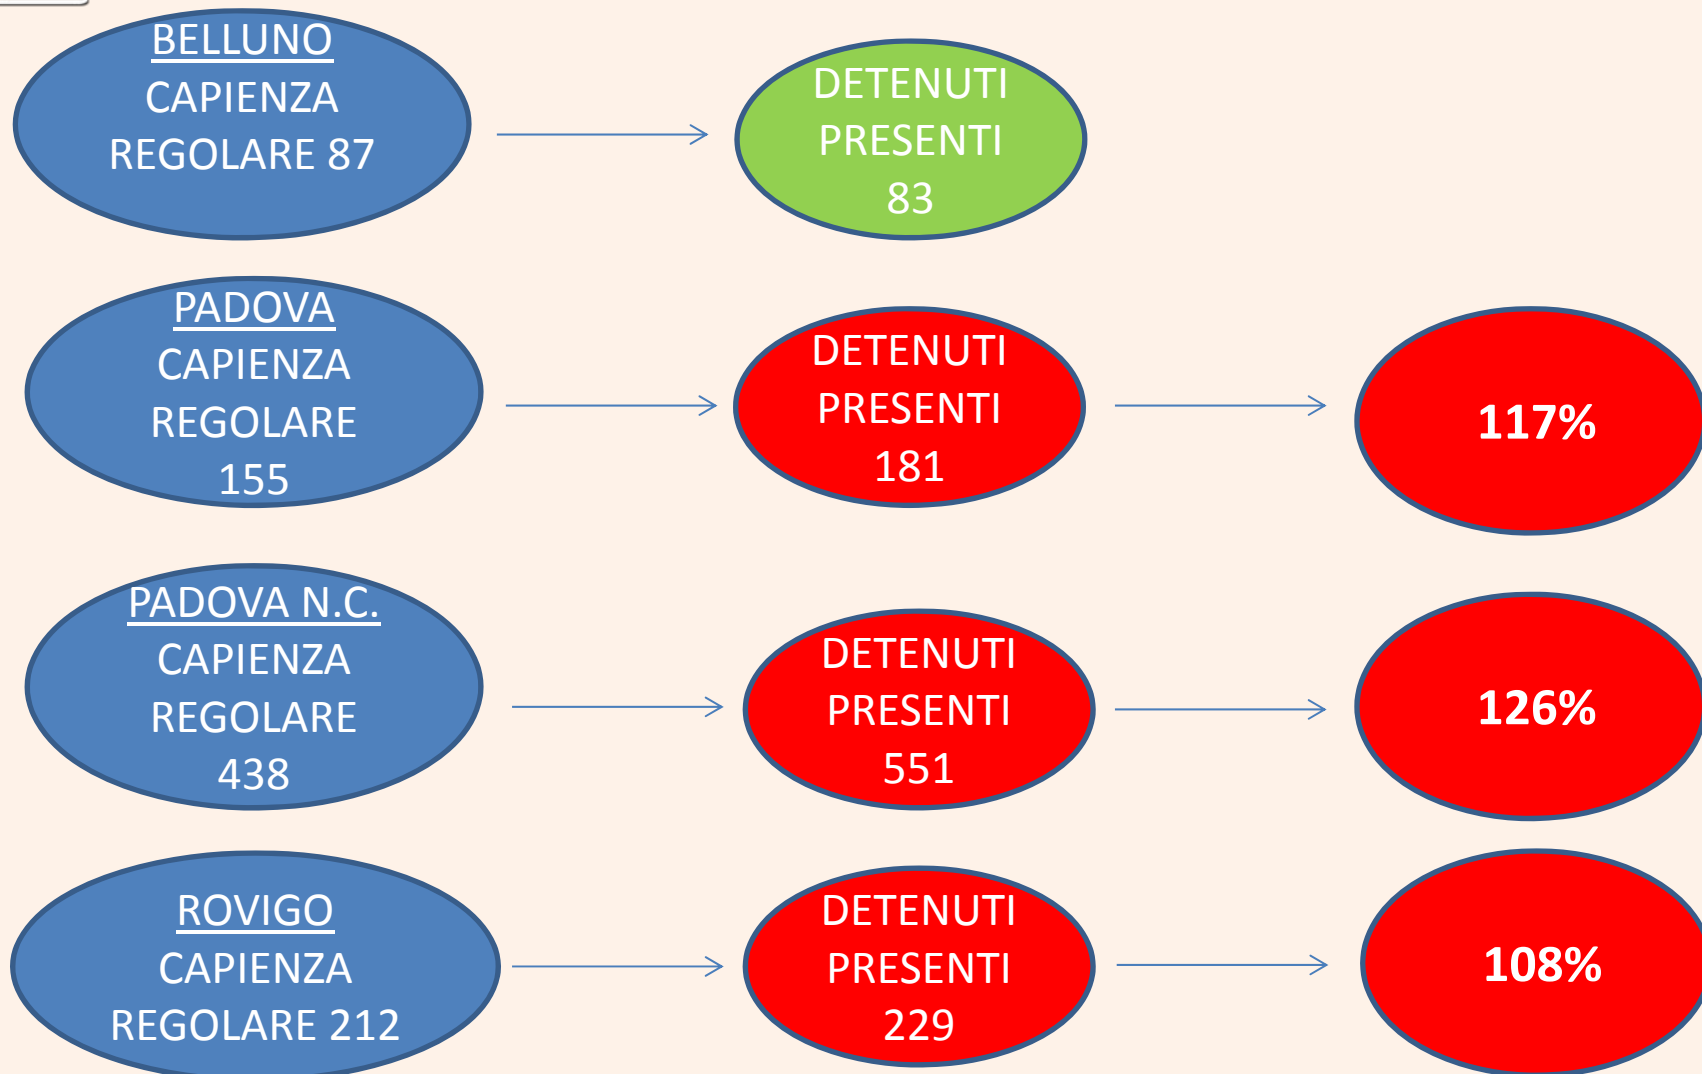 BELLUNO
CAPIENZA
REGOLARE 87
DETENUTI
PRESENTI
83
PADOVA
CAPIENZA
REGOLARE
155
DETENUTI
PRESENTI
181
117%
PADOVA N.C.
CAPIENZA
REGOLARE
438
DETENUTI
PRESENTI
551
126%
ROVIGO
CAPIENZA
REGOLARE 212
DETENUTI
PRESENTI
229
108%